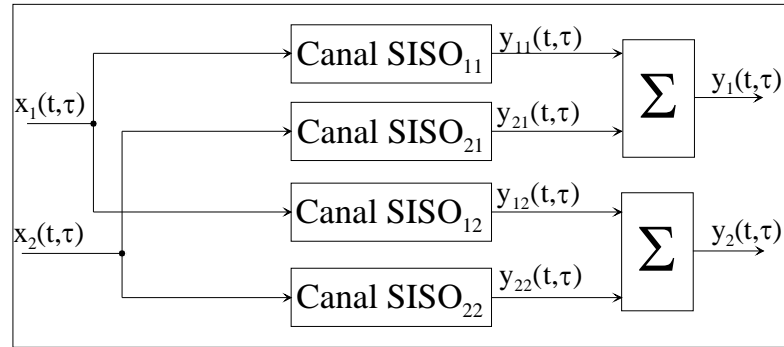 Canal SISO₁₁
y₁₁(t,τ)
x₁(t,τ)
Σ
y₁(t,τ)
Canal SISO₂₁
y₂₁(t,τ)
Canal SISO₁₂
y₁₂(t,τ)
x₂(t,τ)
Σ
y₂(t,τ)
Canal SISO₂₂
y₂₂(t,τ)